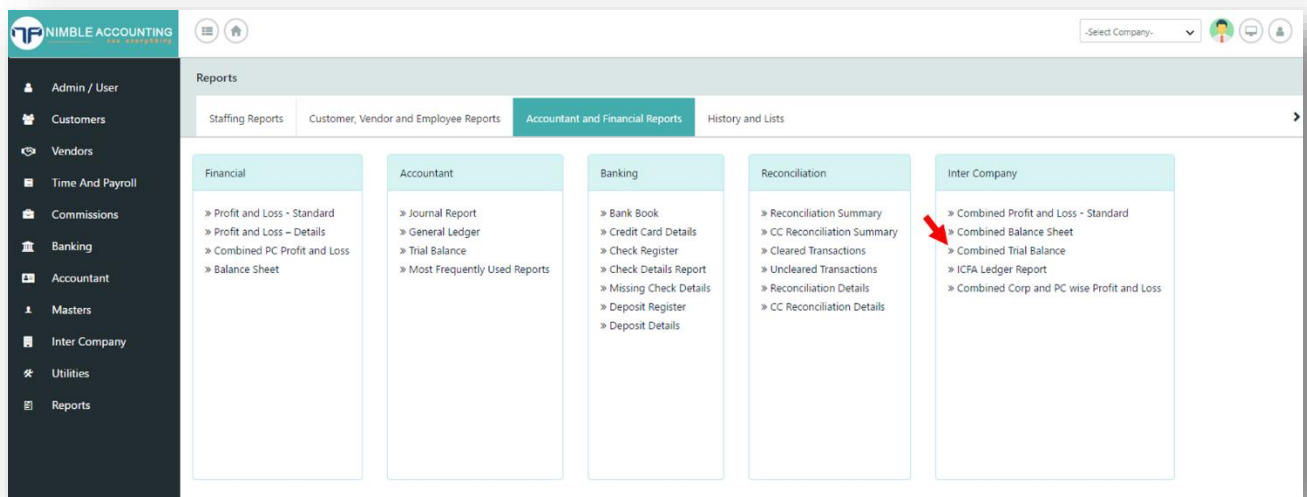 NIMBLE ACCOUNTING
see everything
-Select Company-
Admin / User
Customers
Vendors
Time And Payroll
Commissions
Banking
Accountant
Masters
Inter Company
Utilities
Reports
Reports
Staffing Reports
Customer, Vendor and Employee Reports
Accountant and Financial Reports
History and Lists
Financial
» Profit and Loss - Standard
» Profit and Loss – Details
» Combined PC Profit and Loss
» Balance Sheet
Accountant
» Journal Report
» General Ledger
» Trial Balance
» Most Frequently Used Reports
Banking
» Bank Book
» Credit Card Details
» Check Register
» Check Details Report
» Missing Check Details
» Deposit Register
» Deposit Details
Reconciliation
» Reconciliation Summary
» CC Reconciliation Summary
» Cleared Transactions
» Uncleared Transactions
» Reconciliation Details
» CC Reconciliation Details
Inter Company
» Combined Profit and Loss - Standard
» Combined Balance Sheet
» Combined Trial Balance
» ICFA Ledger Report
» Combined Corp and PC wise Profit and Loss